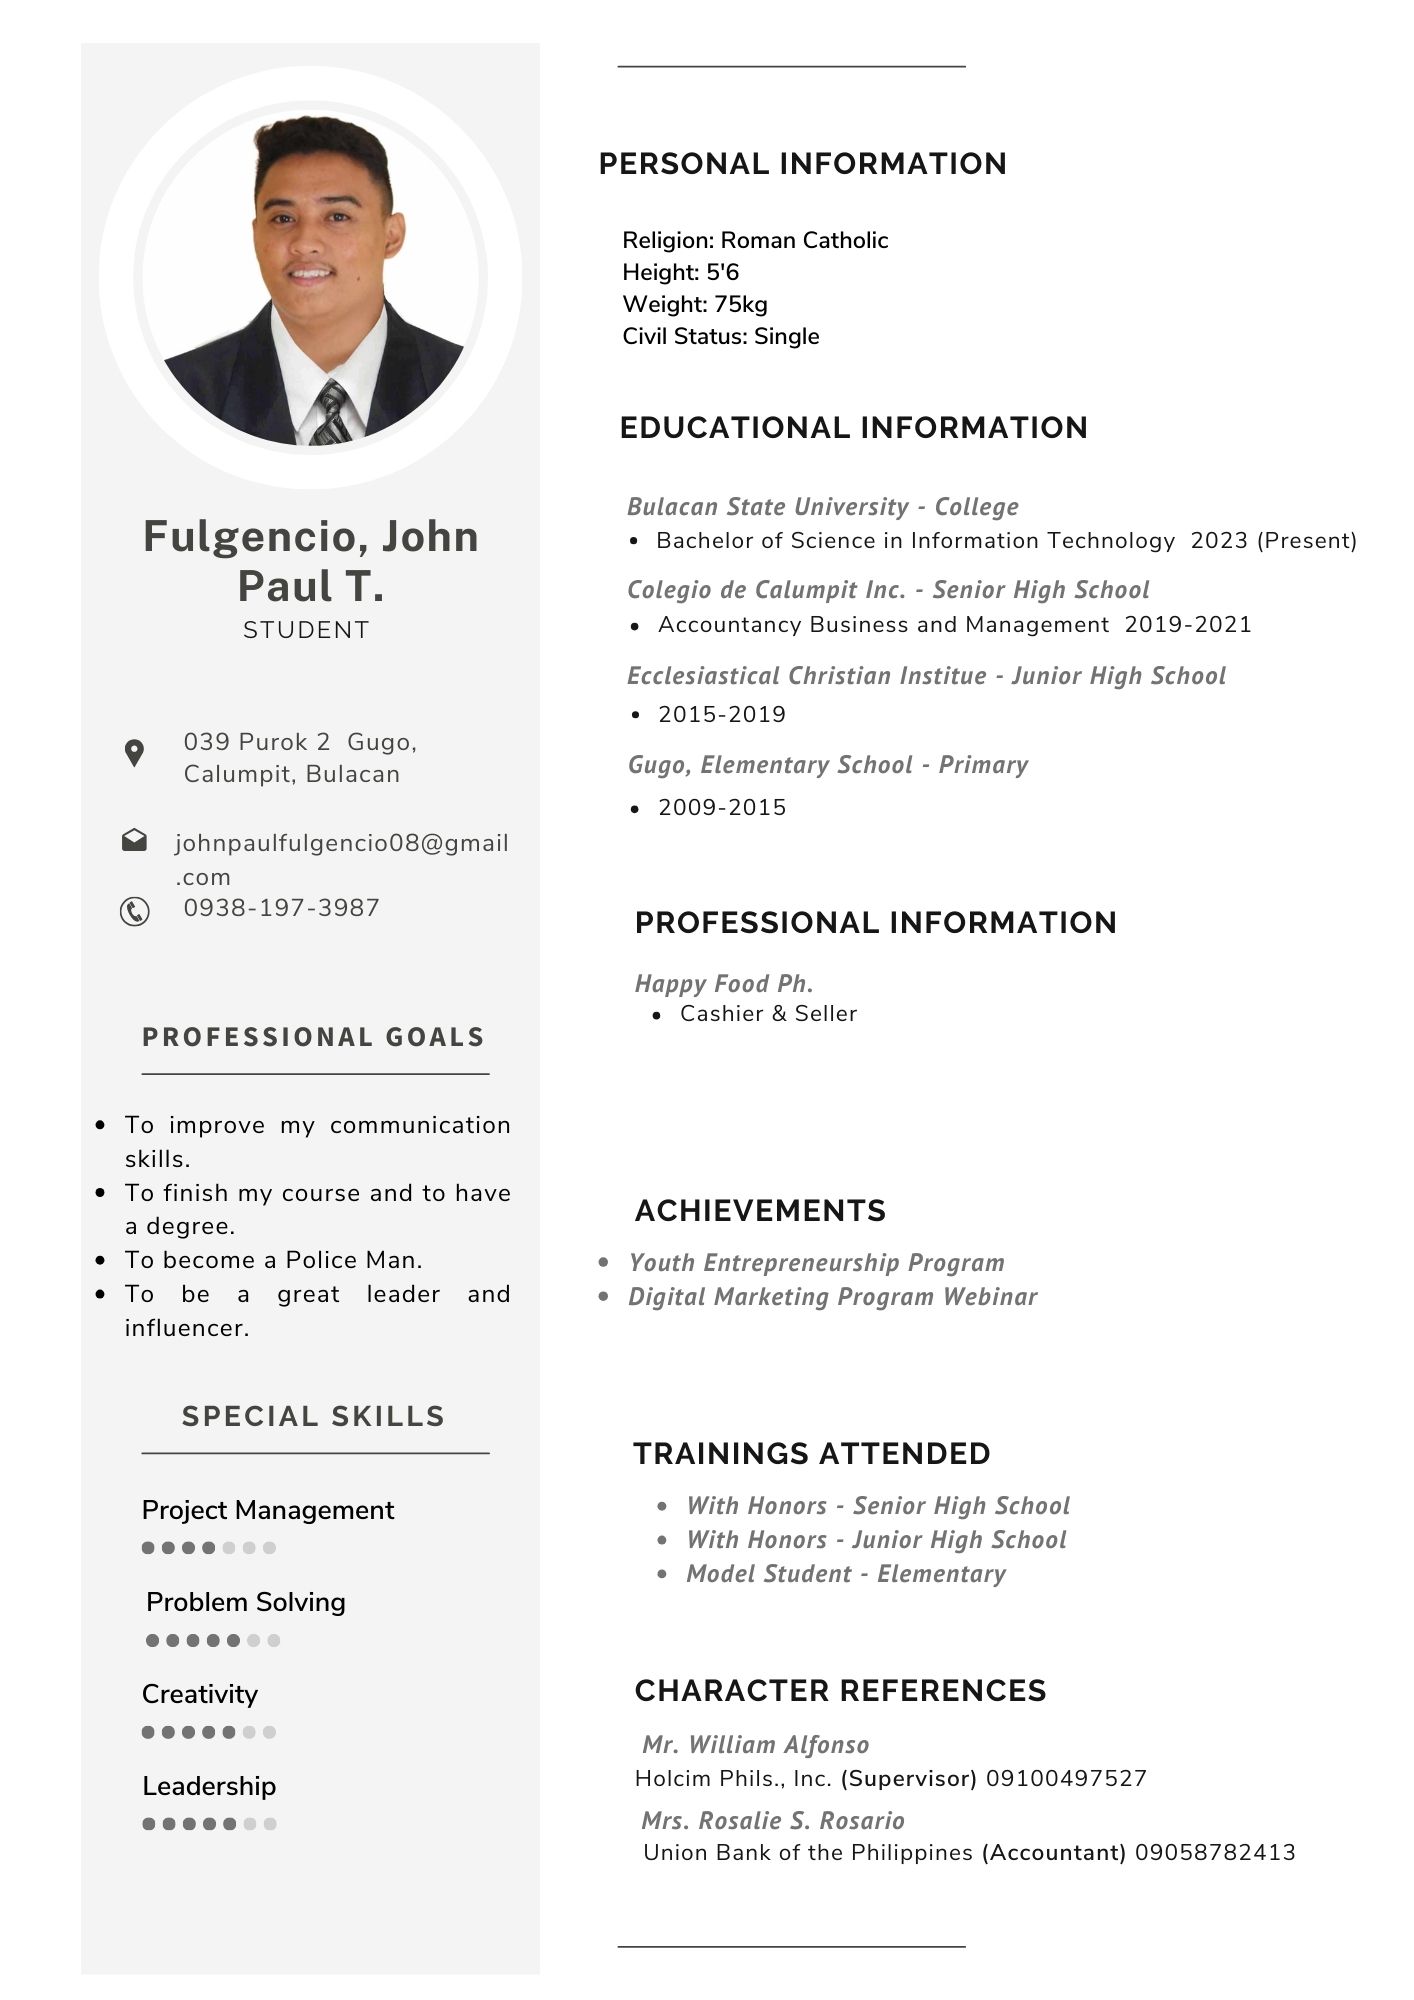 Fulgencio, John
Paul T.
STUDENT
039 Purok 2  Gugo,
Calumpit, Bulacan
johnpaulfulgencio08@gmail
.com
0938-197-3987
PROFESSIONAL GOALS
• To improve my communication
skills.
• To finish my course and to have
a degree.
• To become a Police Man.
• To be a great leader and
influencer.
SPECIAL SKILLS
Project Management
Problem Solving
Creativity
Leadership
PERSONAL INFORMATION
Religion: Roman Catholic
Height: 5'6
Weight: 75kg
Civil Status: Single
EDUCATIONAL INFORMATION
Bulacan State University - College
• Bachelor of Science in Information Technology  2023 (Present)
Colegio de Calumpit Inc. - Senior High School
• Accountancy Business and Management  2019-2021
Ecclesiastical Christian Institue - Junior High School
• 2015-2019
Gugo, Elementary School - Primary
• 2009-2015
PROFESSIONAL INFORMATION
Happy Food Ph.
• Cashier & Seller
ACHIEVEMENTS
• Youth Entrepreneurship Program
• Digital Marketing Program Webinar
TRAININGS ATTENDED
• With Honors - Senior High School
• With Honors - Junior High School
• Model Student - Elementary
CHARACTER REFERENCES
Mr. William Alfonso
Holcim Phils., Inc. (Supervisor) 09100497527
Mrs. Rosalie S. Rosario
Union Bank of the Philippines (Accountant) 09058782413